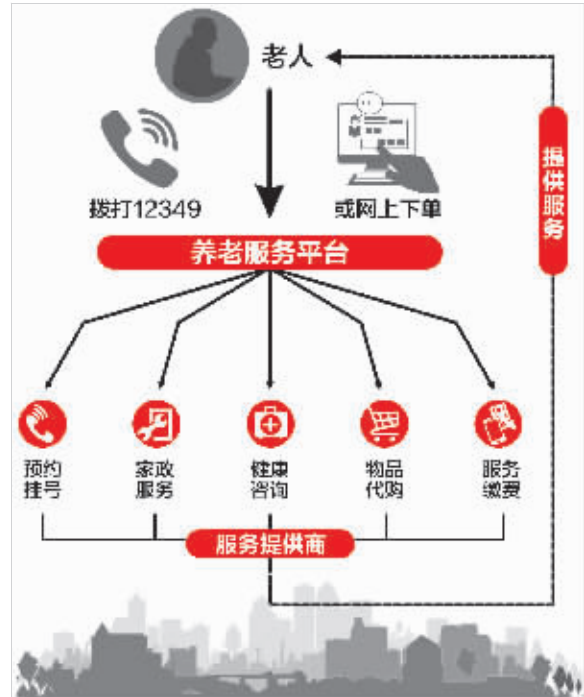 老人
拨打12349
或网上下单
提供服务
养老服务平台
预约
挂号
家政
服务
健康
咨询
物品
代购
服务
缴费
服务提供商